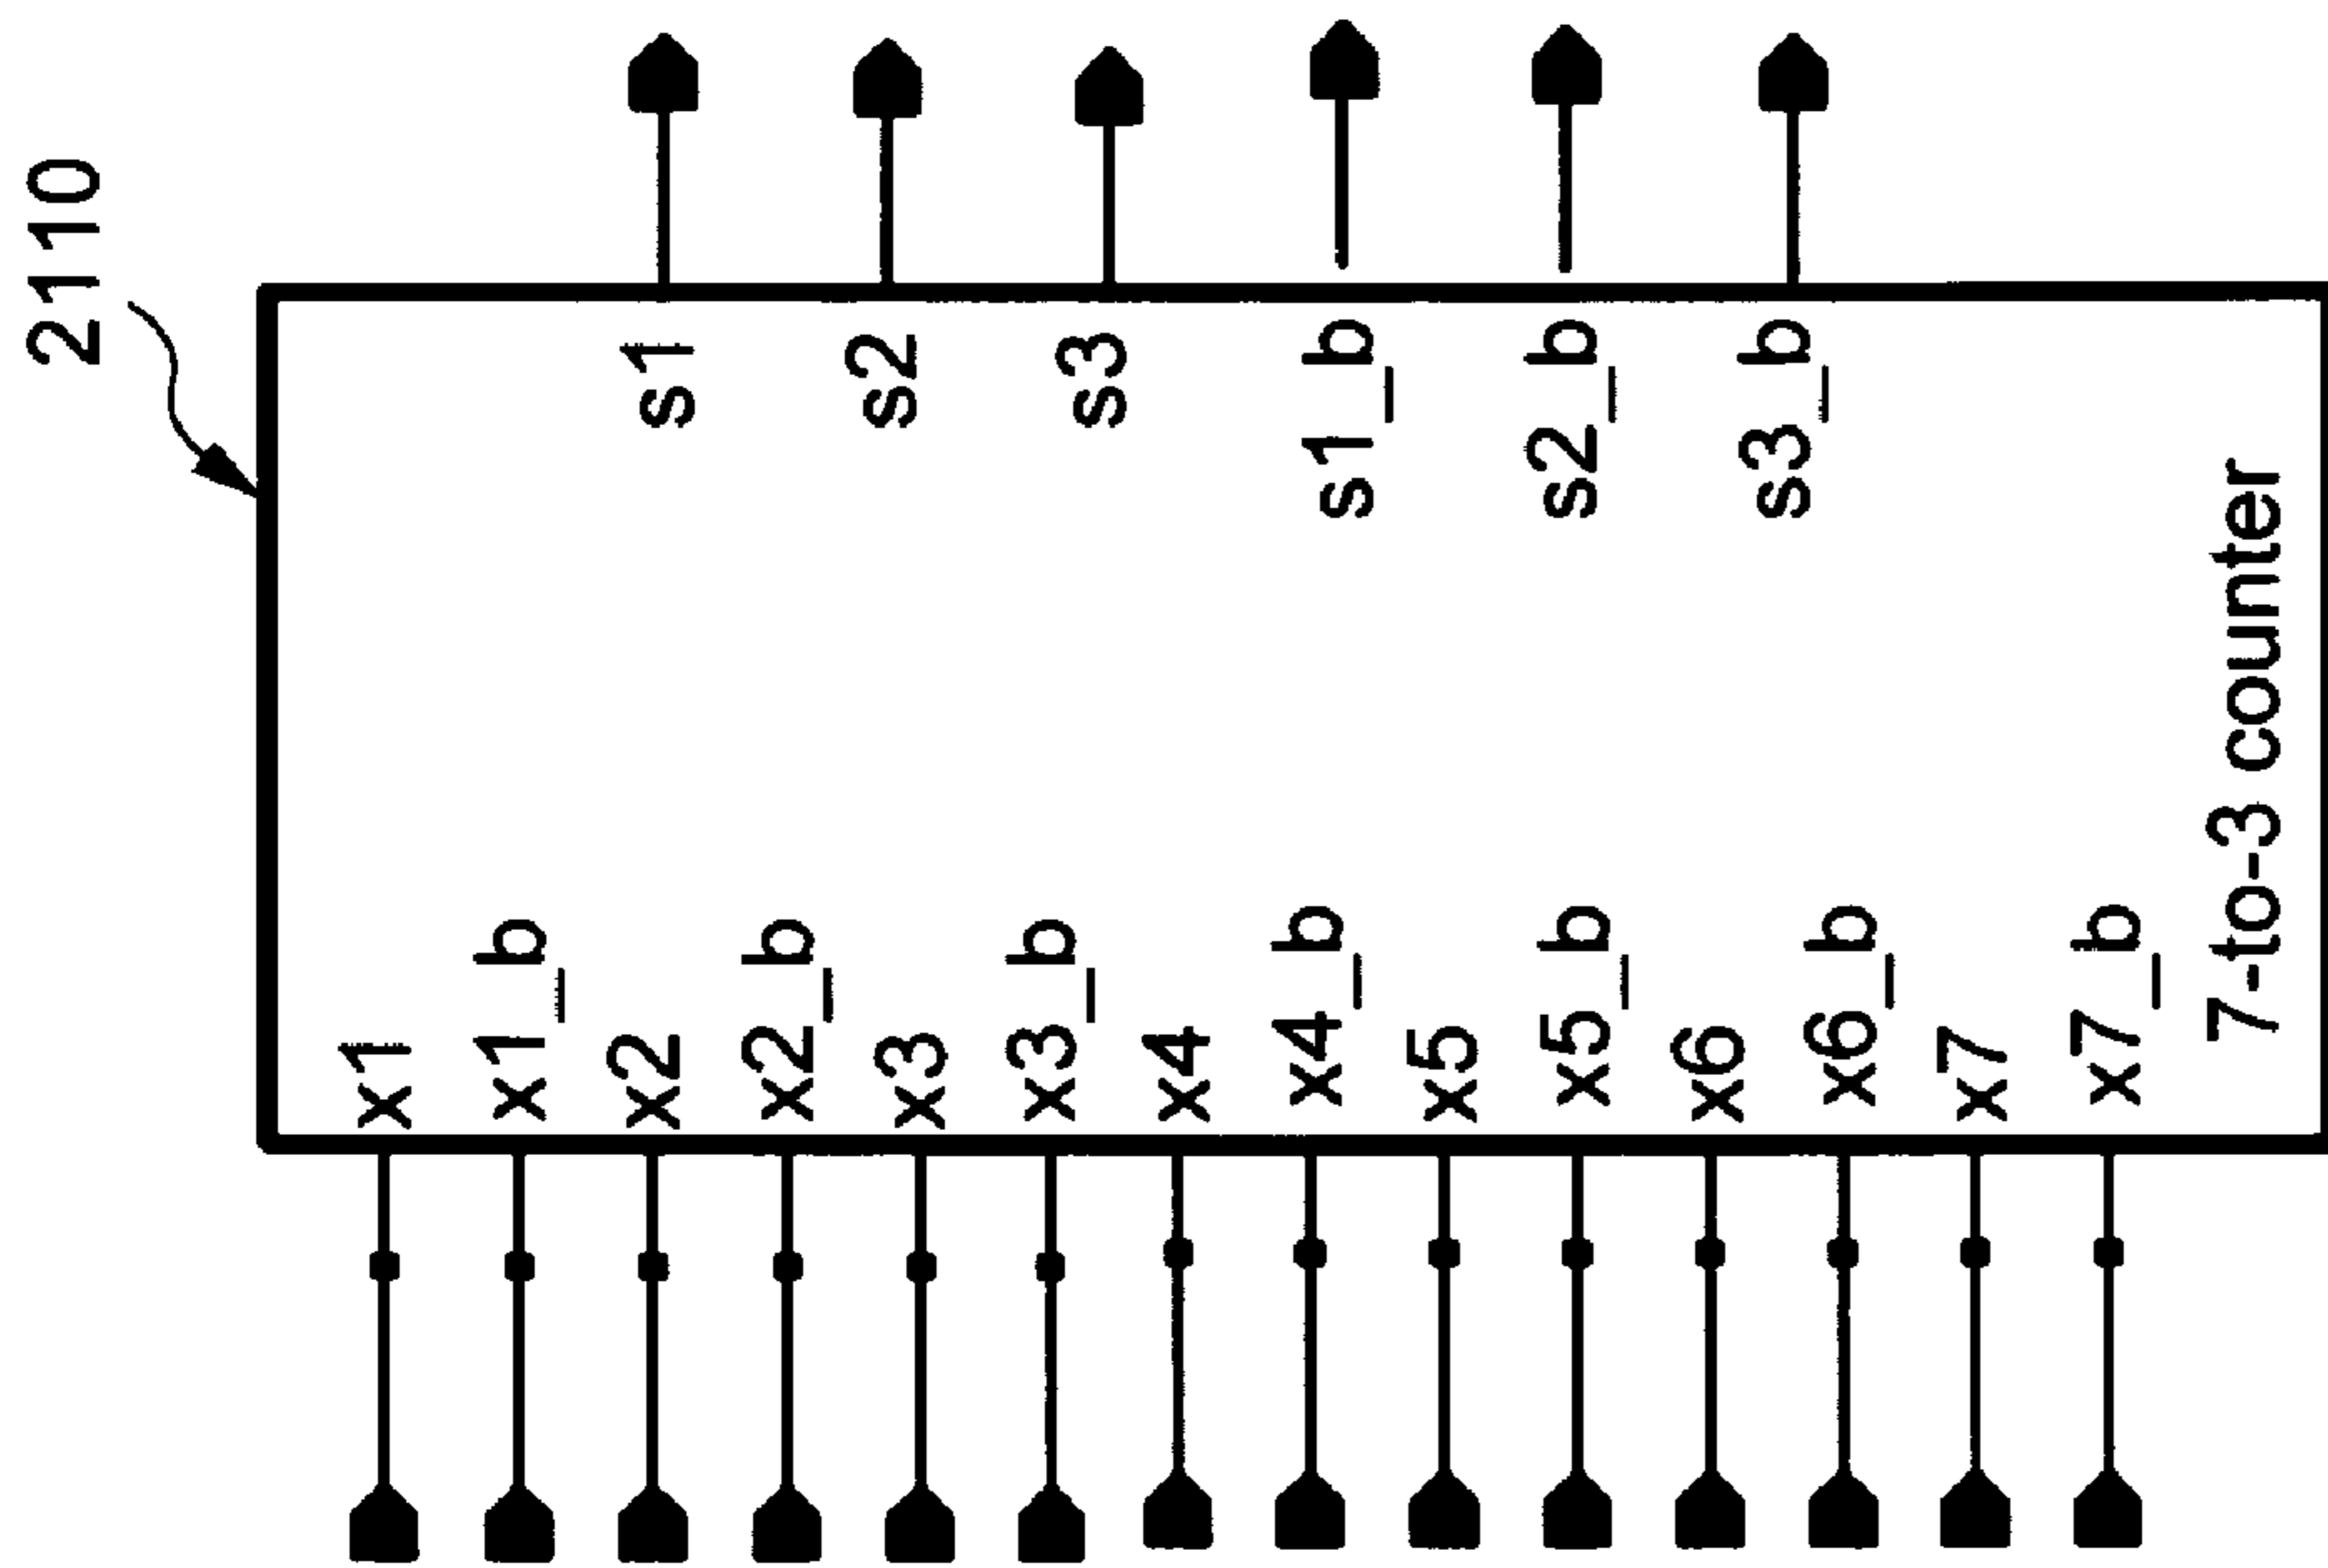 2110
x1
x1_b
x2
x2_b
x3
x3_b
x4
x4_b
x5
x5_b
x6
x6_b
x7
x7_b
s1
s2
s3
s1_b
s2_b
s3_b
7-to-3 counter